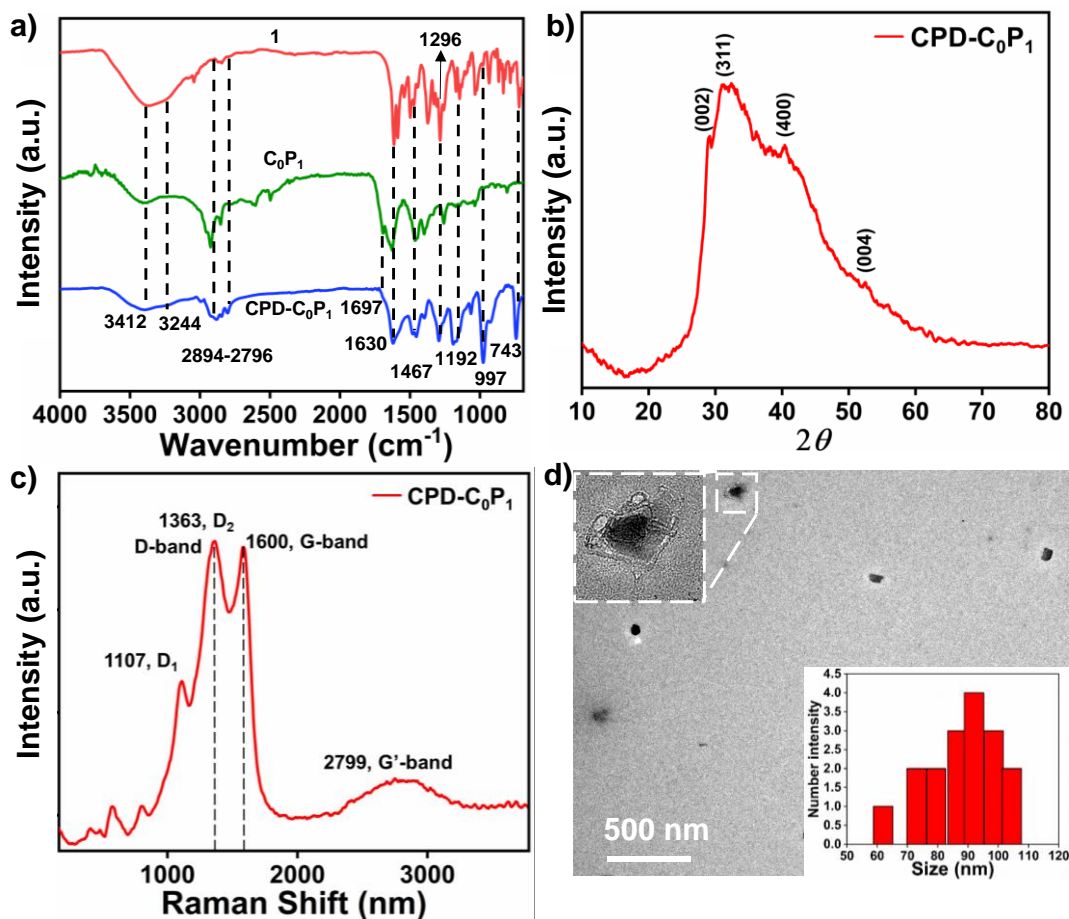 a)
1
1296
C₀P₁
CPD-C₀P₁
3412
3244
2894-2796
1697
1630
1467
1192
997
743
Intensity (a.u.)
4000 3500 3000 2500 2000 1500 1000
Wavenumber (cm⁻¹)
b)
CPD-C₀P₁
(002)
(311)
(400)
(004)
Intensity (a.u.)
10 20 30 40 50 60 70 80
2θ
c)
CPD-C₀P₁
1363, D₂
D-band
1600, G-band
1107, D₁
2799, G’-band
Intensity (a.u.)
1000 2000 3000
Raman Shift (nm)
d)
500 nm
Number intensity
4.5
4.0
3.5
3.0
2.5
2.0
1.5
1.0
0.5
0.0
50 60 70 80 90 100 110 120
Size (nm)